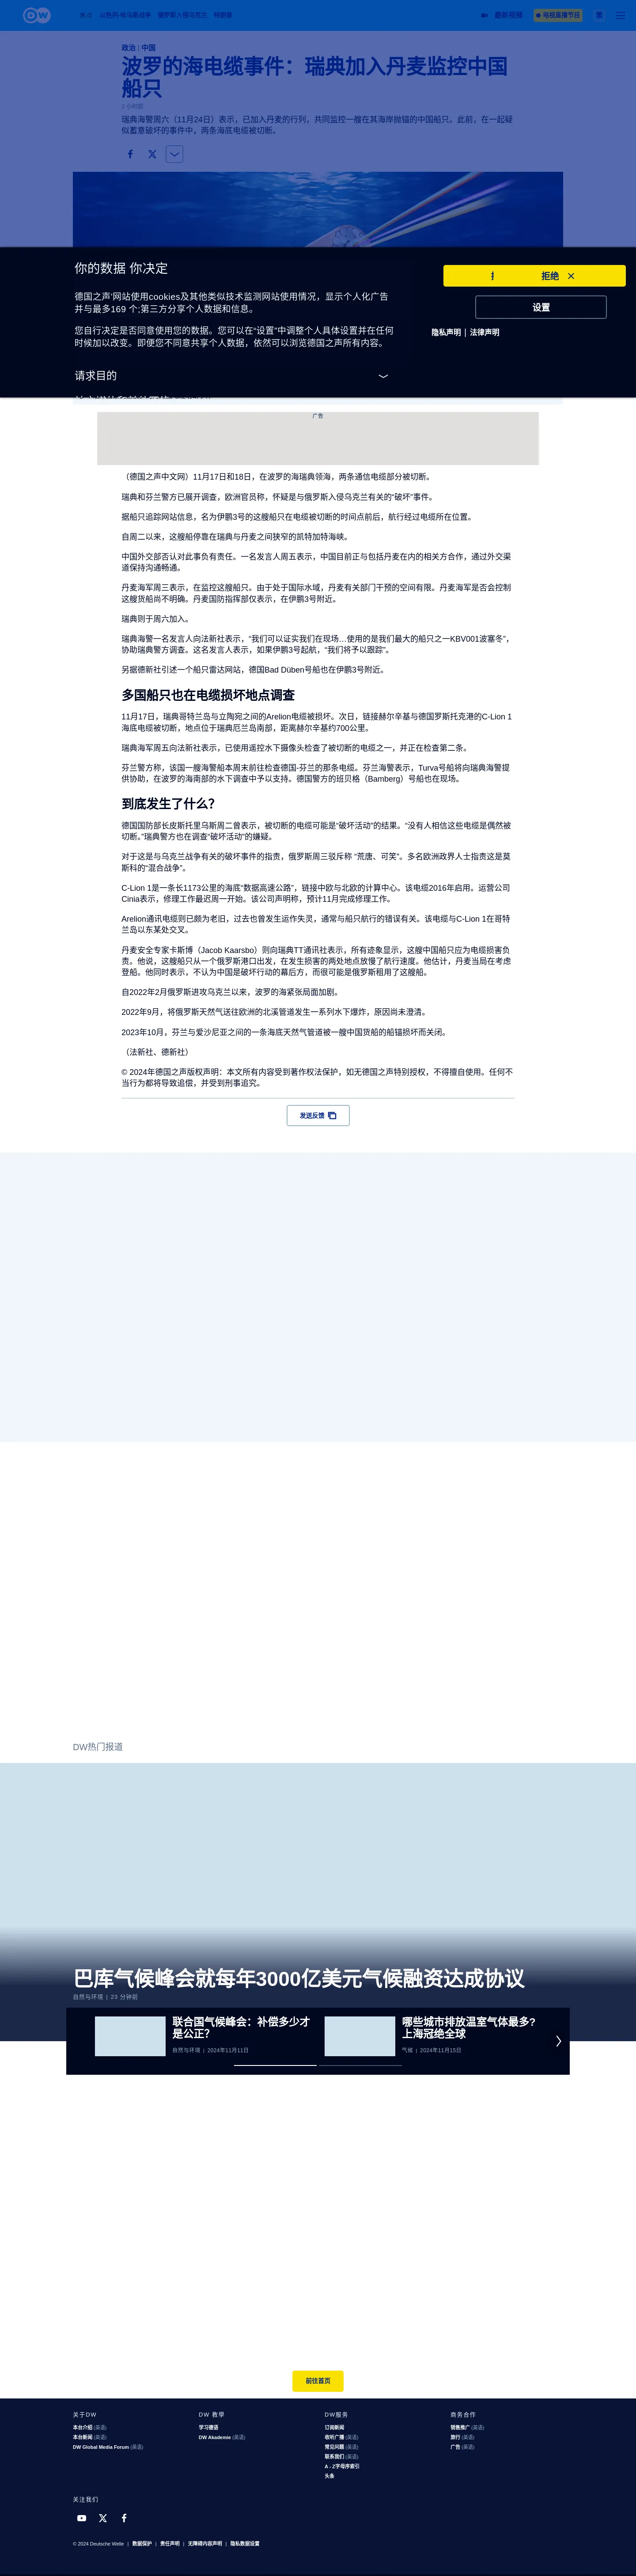 DW
焦点 以色列-哈马斯战争 俄罗斯入侵乌克兰 特朗普
最新视频
电视直播节目
繁
政治 | 中国
波罗的海电缆事件：瑞典加入丹麦监控中国
船只
2 小时前
瑞典海警周六（11月24日）表示，已加入丹麦的行列，共同监控一艘在其海岸抛锚的中国船只。此前，在一起疑
似蓄意破坏的事件中，两条海底电缆被切断。
你的数据 你决定
德国之声'网站使用cookies及其他类似技术监测网站使用情况，显示个人化广告
并与最多169 个;第三方分享个人数据和信息。
您自行决定是否同意使用您的数据。您可以在"设置"中调整个人具体设置并在任何
时候加以改变。即便您不同意共享个人数据，依然可以浏览德国之声所有内容。
请求目的
拒绝
设置
隐私声明 | 法律声明
广告
（德国之声中文网）11月17日和18日，在波罗的海瑞典领海，两条通信电缆部分被切断。
瑞典和芬兰警方已展开调查，欧洲官员称，怀疑是与俄罗斯入侵乌克兰有关的"破坏"事件。
据船只追踪网站信息，名为伊鹏3号的这艘船只在电缆被切断的时间点前后，航行经过电缆所在位置。
自周二以来，这艘船停靠在瑞典与丹麦之间狭窄的凯特加特海峡。
中国外交部否认对此事负有责任。一名发言人周五表示，中国目前正与包括丹麦在内的相关方合作，通过外交渠
道保持沟通畅通。
丹麦海军周三表示，在监控这艘船只。由于处于国际水域，丹麦有关部门干预的空间有限。丹麦海军是否会控制
这艘货船尚不明确。丹麦国防指挥部仅表示，在伊鹏3号附近。
瑞典则于周六加入。
瑞典海警一名发言人向法新社表示，"我们可以证实我们在现场…使用的是我们最大的船只之一KBV001波塞冬"，
协助瑞典警方调查。这名发言人表示，如果伊鹏3号起航，"我们将予以跟踪"。
另据德新社引述一个船只雷达网站，德国Bad Düben号船也在伊鹏3号附近。
多国船只也在电缆损坏地点调查
11月17日，瑞典哥特兰岛与立陶宛之间的Arelion电缆被损坏。次日，链接赫尔辛基与德国罗斯托克港的C-Lion 1
海底电缆被切断，地点位于瑞典厄兰岛南部，距离赫尔辛基约700公里。
瑞典海军周五向法新社表示，已使用遥控水下摄像头检查了被切断的电缆之一，并正在检查第二条。
芬兰警方称，该国一艘海警船本周末前往检查德国-芬兰的那条电缆。芬兰海警表示，Turva号船将向瑞典海警提
供协助，在波罗的海南部的水下调查中予以支持。德国警方的班贝格（Bamberg）号船也在现场。
到底发生了什么？
德国国防部长皮斯托里乌斯周二曾表示，被切断的电缆可能是"破坏活动"的结果。"没有人相信这些电缆是偶然被
切断。"瑞典警方也在调查"破坏活动"的嫌疑。
对于这是与乌克兰战争有关的破坏事件的指责，俄罗斯周三驳斥称 "荒唐、可笑"。多名欧洲政界人士指责这是莫
斯科的"混合战争"。
C-Lion 1是一条长1173公里的海底"数据高速公路"，链接中欧与北欧的计算中心。该电缆2016年启用。运营公司
Cinia表示，修理工作最迟周一开始。该公司声明称，预计11月完成修理工作。
Arelion通讯电缆则已颇为老旧，过去也曾发生运作失灵，通常与船只航行的错误有关。该电缆与C-Lion 1在哥特
兰岛以东某处交叉。
丹麦安全专家卡斯博（Jacob Kaarsbo）则向瑞典TT通讯社表示，所有迹象显示，这艘中国船只应为电缆损害负
责。他说，这艘船只从一个俄罗斯港口出发，在发生损害的两处地点放慢了航行速度。他估计，丹麦当局在考虑
登船。他同时表示，不认为中国是破坏行动的幕后方，而很可能是俄罗斯租用了这艘船。
自2022年2月俄罗斯进攻乌克兰以来，波罗的海紧张局面加剧。
2022年9月，将俄罗斯天然气送往欧洲的北溪管道发生一系列水下爆炸，原因尚未澄清。
2023年10月，芬兰与爱沙尼亚之间的一条海底天然气管道被一艘中国货船的船锚损坏而关闭。
（法新社、德新社）
© 2024年德国之声版权声明：本文所有内容受到著作权法保护，如无德国之声特别授权，不得擅自使用。任何不
当行为都将导致追偿，并受到刑事追究。
发送反馈
DW热门报道
巴库气候峰会就每年3000亿美元气候融资达成协议
自然与环境 | 23 分钟前
联合国气候峰会：补偿多少才
是公正？
自然与环境 | 2024年11月11日
哪些城市排放温室气体最多？
上海冠绝全球
气候 | 2024年11月15日
前往首页
关于DW
本台介绍 (英语)
本台新闻 (英语)
DW Global Media Forum (英语)
DW 教学
学习德语
DW Akademie (英语)
DW服务
订阅新闻
收听广播 (英语)
常见问题 (英语)
联系我们 (英语)
A - Z字母序索引
头条
商务合作
销售推广 (英语)
旅行 (英语)
广告 (英语)
关注我们
© 2024 Deutsche Welle | 数据保护 | 责任声明 | 无障碍内容声明 | 隐私数据设置